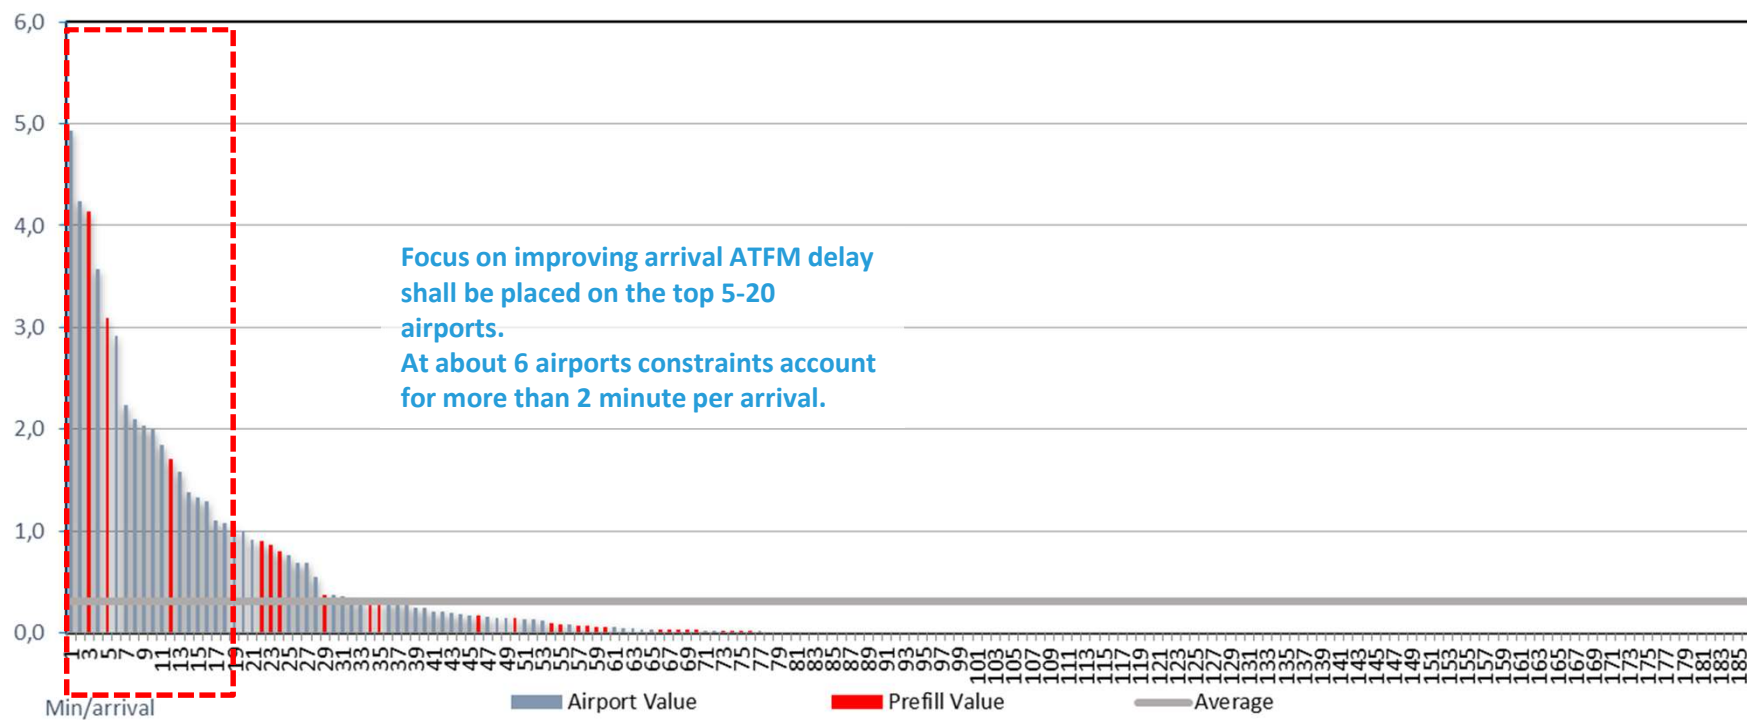 6,0
5,0
4,0
3,0
2,0
1,0
0,0
Focus on improving arrival ATFM delay
shall be placed on the top 5-20
airports.
At about 6 airports constraints account
for more than 2 minute per arrival.
1 3 5 7 9 11 13 15 17 19 21 23 25 27 29 31 33 35 37 39 41 43 45 47 49 51 53 55 57 59 61 63 65 67 69 71 73 75 77 79 81 83 85 87 89 91 93 95 97 99 101 103 105 107 109 111 113 115 117 119 121 123 125 127 129 131 133 135 137 139 141 143 145 147 149 151 153 155 157 159 161 163 165 167 169 171 173 175 177 179 181 183 185
Min/arrival
Airport Value Prefill Value Average